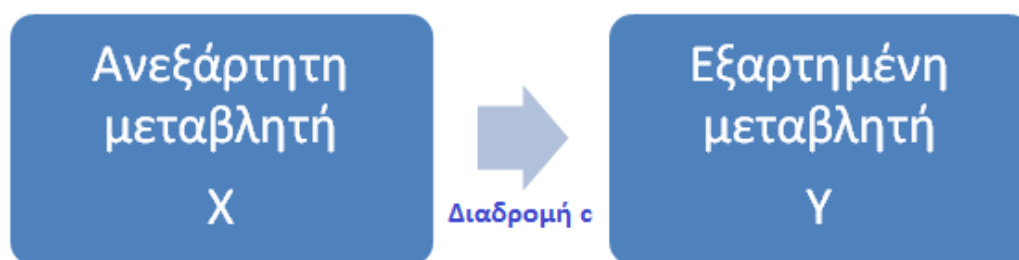 Ανεξάρτητη
μεταβλητή
X
Διαδρομή c
Εξαρτημένη
μεταβλητή
Y